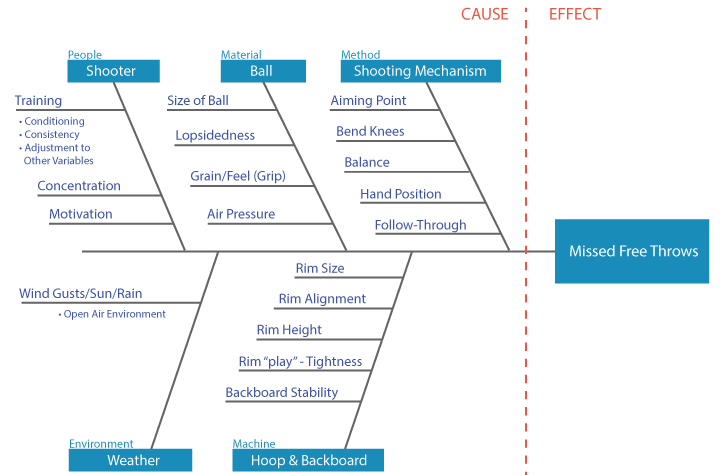 CAUSE
EFFECT
People
Shooter
Material
Ball
Method
Shooting Mechanism
Training
• Conditioning
• Consistency
• Adjustment to
Other Variables
Concentration
Motivation
Size of Ball
Lopsidedness
Grain/Feel (Grip)
Air Pressure
Aiming Point
Bend Knees
Balance
Hand Position
Follow-Through
Missed Free Throws
Wind Gusts/Sun/Rain
• Open Air Environment
Rim Size
Rim Alignment
Rim Height
Rim “play” - Tightness
Backboard Stability
Environment
Weather
Machine
Hoop & Backboard